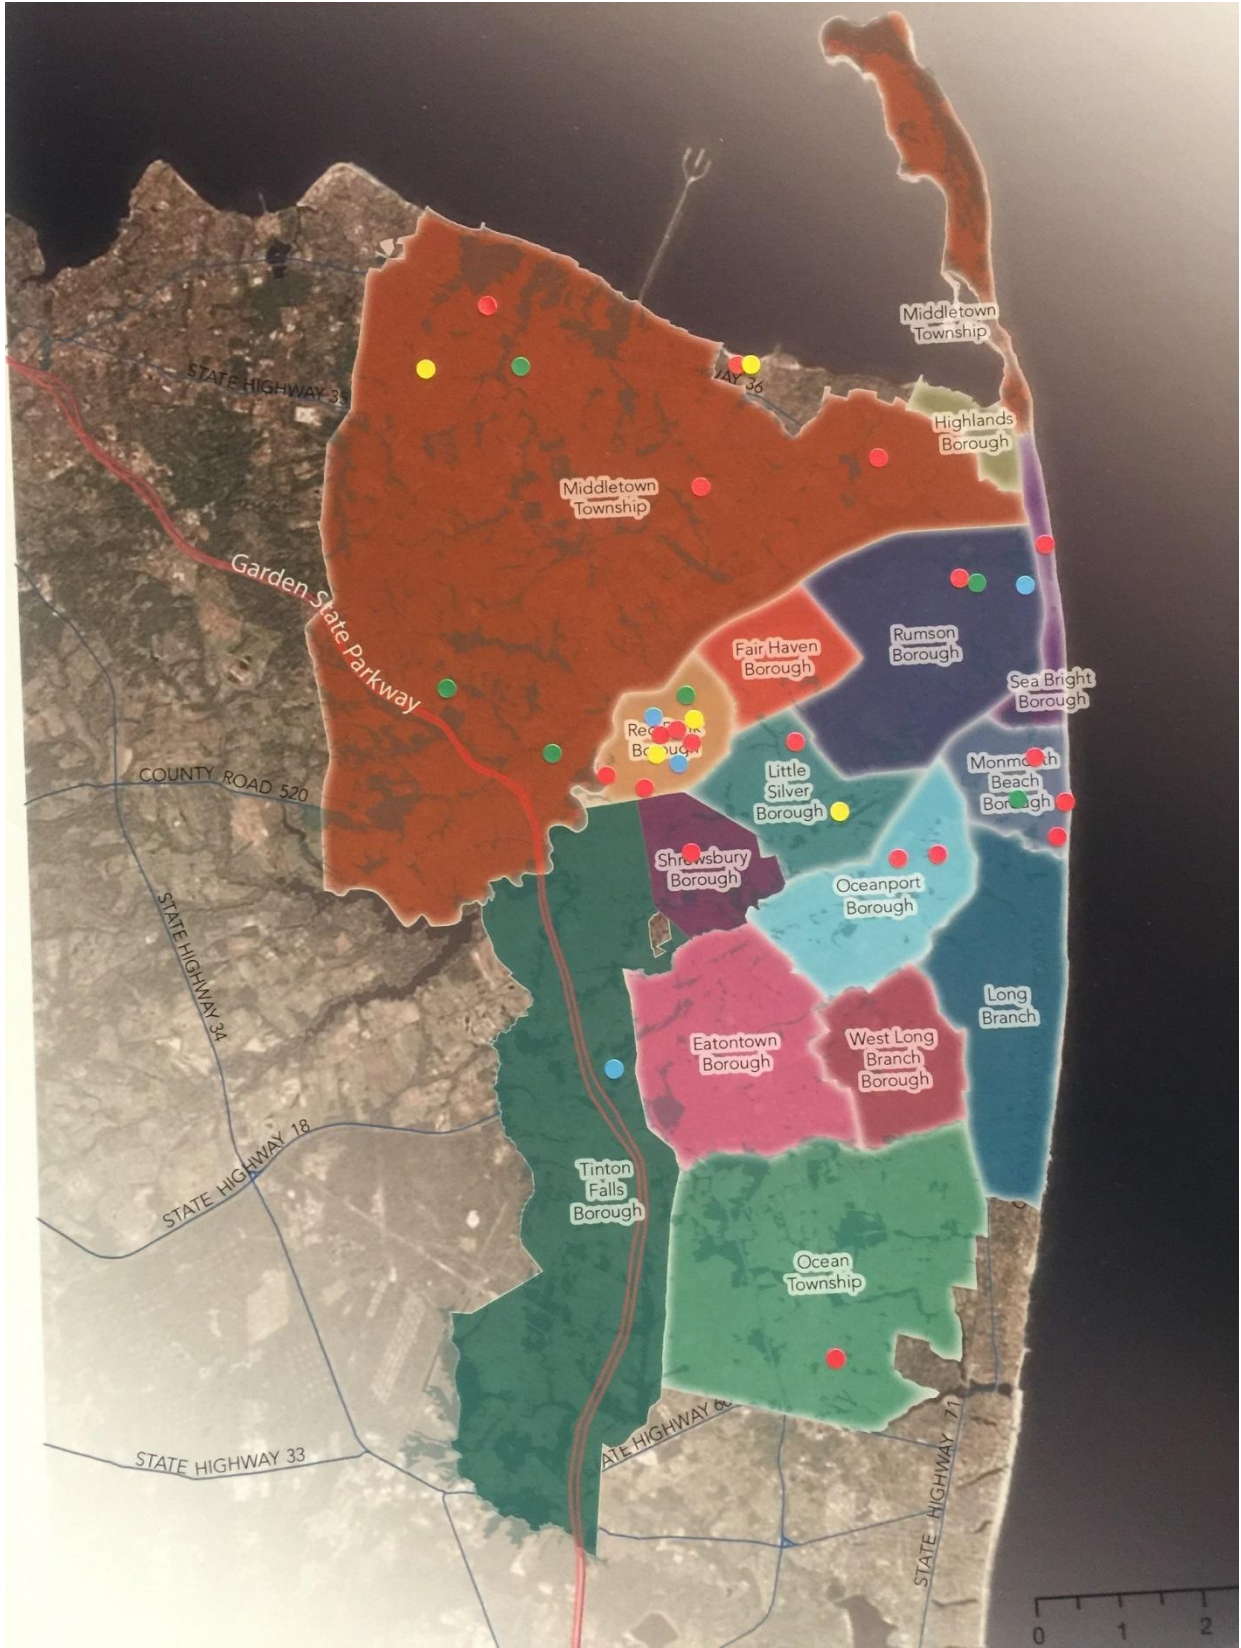 Middletown
Township
STATE HIGHWAY 35
36
Highlands
Borough
Middletown
Township
Garden State Parkway
Rumson
Borough
Fair Haven
Borough
Sea Bright
Borough
Red Bank
Borough
COUNTY ROAD 520
Little
Silver
Borough
Monmouth
Beach
Borough
Shrewsbury
Borough
Oceanport
Borough
STATE HIGHWAY 34
Long
Branch
Eatontown
Borough
West Long
Branch
Borough
STATE HIGHWAY 18
Tinton
Falls
Borough
Ocean
Township
HIGHWAY
STATE HIGHWAY 33
STATE HIGHWAY 71
0 1 2